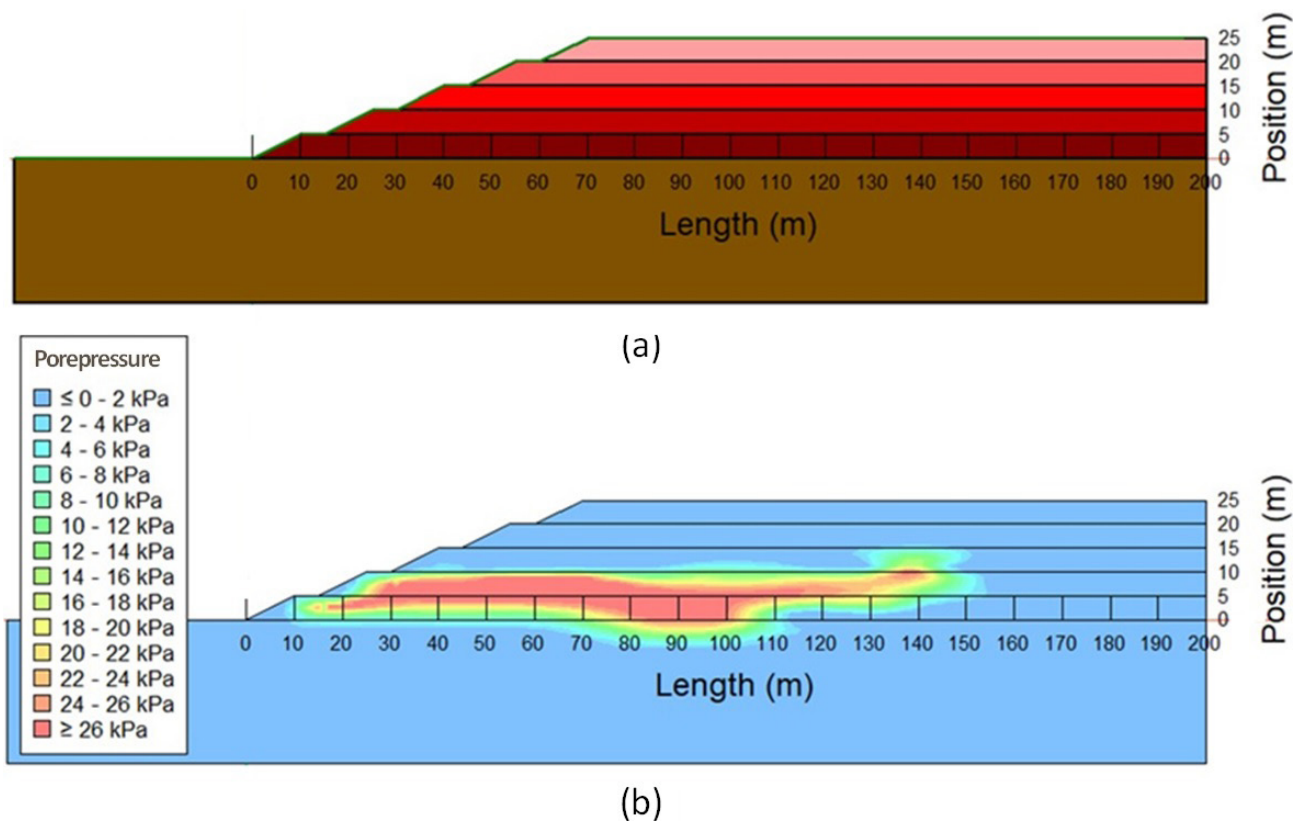 25
20
15
10
5
0
Position (m)
0 10 20 30 40 50 60 70 80 90 100 110 120 130 140 150 160 170 180 190 200
Length (m)
(a)
Porepressure
≤ 0 - 2 kPa
2 - 4 kPa
4 - 6 kPa
6 - 8 kPa
8 - 10 kPa
10 - 12 kPa
12 - 14 kPa
14 - 16 kPa
16 - 18 kPa
18 - 20 kPa
20 - 22 kPa
22 - 24 kPa
24 - 26 kPa
≥ 26 kPa
25
20
15
10
5
0
Position (m)
0 10 20 30 40 50 60 70 80 90 100 110 120 130 140 150 160 170 180 190 200
Length (m)
(b)